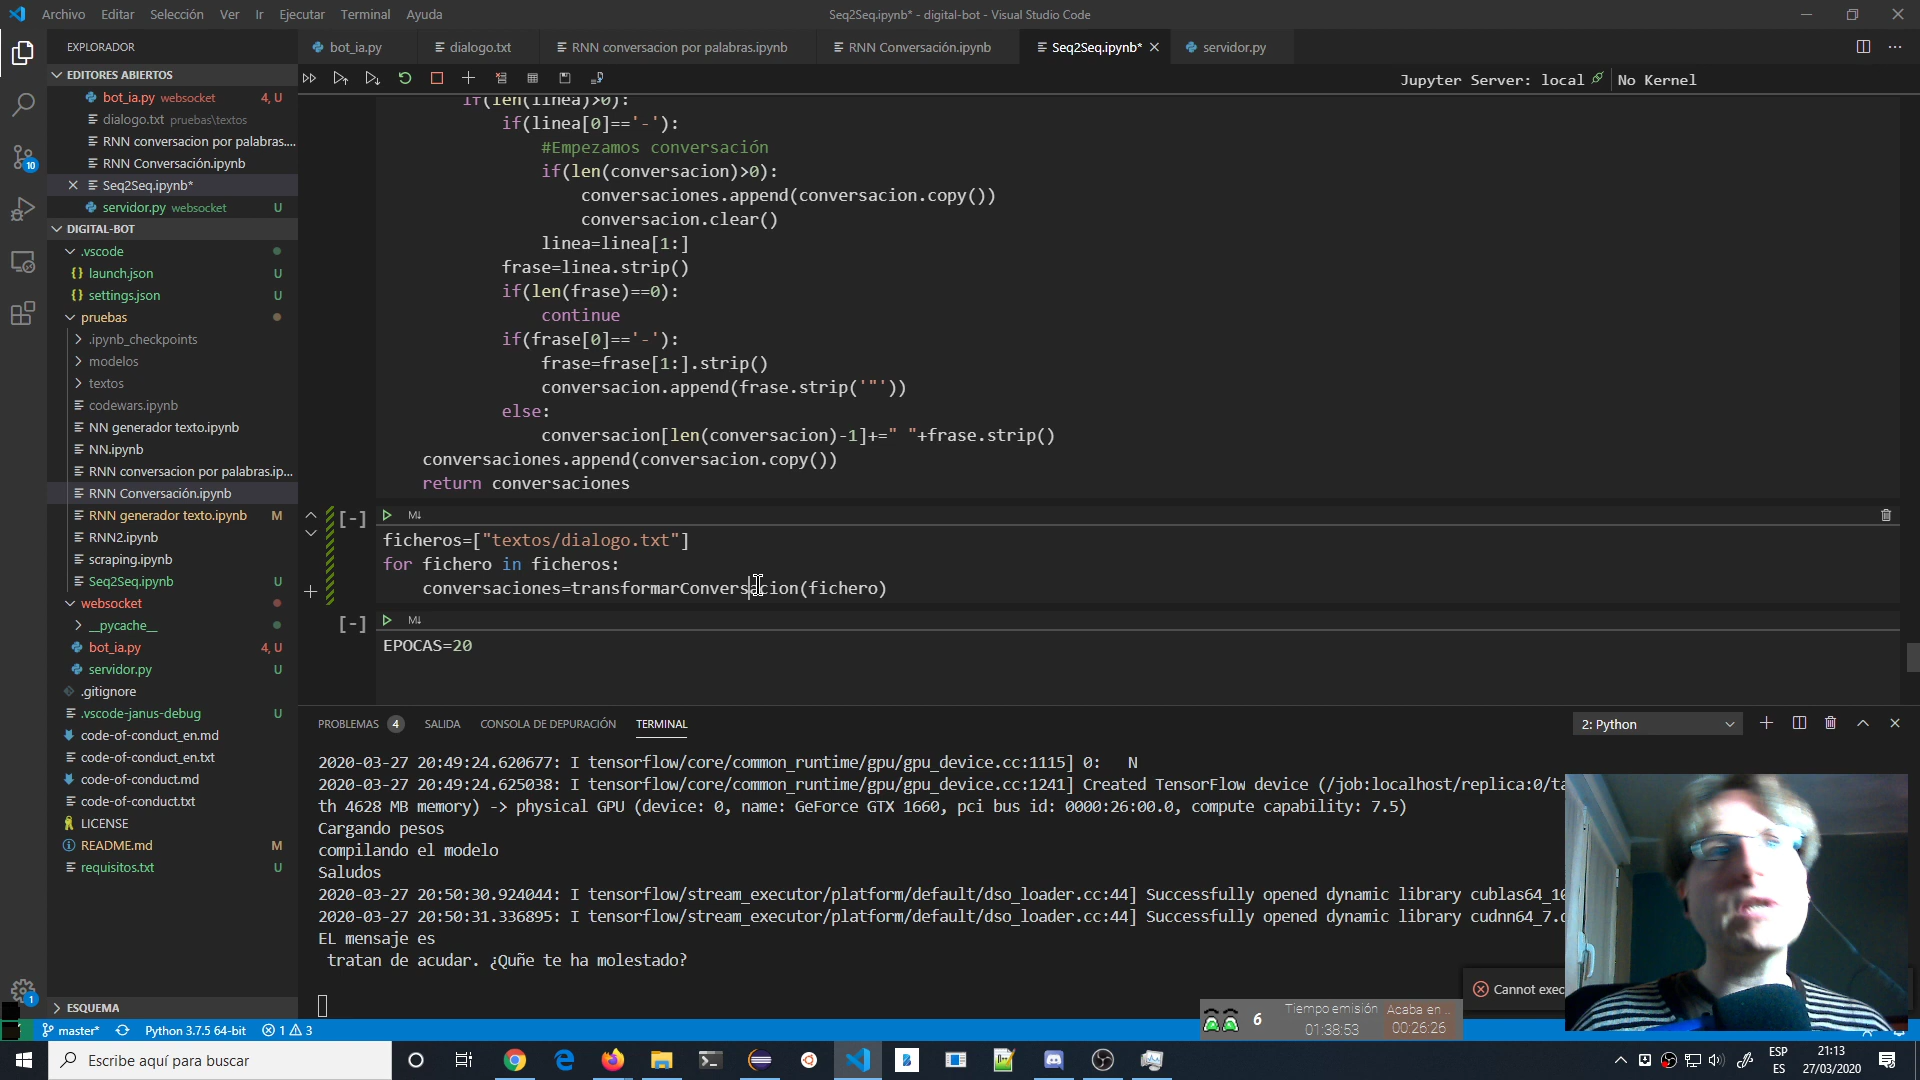 Archivo Editar Selección Ver Ir Ejecutar Terminal Ayuda
Seq2Seq.ipynb* - digital-bot - Visual Studio Code
EXPLORADOR
bot_ia.py
dialogo.txt
RNN conversacion por palabras.ipynb
RNN Conversación.ipynb
Seq2Seq.ipynb*
servidor.py
EDITORES ABIERTOS
bot_ia.py websocket 4, U
dialogo.txt pruebas\textos
RNN conversacion por palabras....
RNN Conversación.ipynb
Seq2Seq.ipynb*
servidor.py websocket U
DIGITAL-BOT
.vscode
launch.json U
settings.json U
pruebas
.ipynb_checkpoints
modelos
textos
codewars.ipynb
NN generador texto.ipynb
NN.ipynb
RNN conversacion por palabras.ip...
RNN Conversación.ipynb
RNN generador texto.ipynb M
RNN2.ipynb
scraping.ipynb
Seq2Seq.ipynb U
websocket
__pycache__
bot_ia.py 4, U
servidor.py U
.gitignore
.vscode-janus-debug U
code-of-conduct_en.md
code-of-conduct_en.txt
code-of-conduct.md
code-of-conduct.txt
LICENSE
README.md M
requisitos.txt U
ESQUEMA
10
1
Jupyter Server: local No Kernel
if(len(linea)>0):
if(linea[0]=='-'):
#Empezamos conversación
if(len(conversacion)>0):
conversaciones.append(conversacion.copy())
conversacion.clear()
linea=linea[1:]
frase=linea.strip()
if(len(frase)==0):
continue
if(frase[0]=='-'):
frase=frase[1:].strip()
conversacion.append(frase.strip('"'))
else:
conversacion[len(conversacion)-1]+=" "+frase.strip()
conversaciones.append(conversacion.copy())
return conversaciones
[-] M↓
ficheros=["textos/dialogo.txt"]
for fichero in ficheros:
conversaciones=transformarConversacion(fichero)
[-] M↓
EPOCAS=20
PROBLEMAS 4 SALIDA CONSOLA DE DEPURACIÓN TERMINAL
2: Python
2020-03-27 20:49:24.620677: I tensorflow/core/common_runtime/gpu/gpu_device.cc:1115] 0: N
2020-03-27 20:49:24.625038: I tensorflow/core/common_runtime/gpu/gpu_device.cc:1241] Created TensorFlow device (/job:localhost/replica:0/ta
th 4628 MB memory) -> physical GPU (device: 0, name: GeForce GTX 1660, pci bus id: 0000:26:00.0, compute capability: 7.5)
Cargando pesos
compilando el modelo
Saludos
2020-03-27 20:50:30.924044: I tensorflow/stream_executor/platform/default/dso_loader.cc:44] Successfully opened dynamic library cublas64_10
2020-03-27 20:50:31.336895: I tensorflow/stream_executor/platform/default/dso_loader.cc:44] Successfully opened dynamic library cudnn64_7.d
EL mensaje es
tratan de acudar. ¿Quñe te ha molestado?
Cannot exec
6
Tiempo emisión
01:38:53
Acaba en ..
00:26:26
master* Python 3.7.5 64-bit 1 3
Escribe aquí para buscar
ESP
ES
21:13
27/03/2020